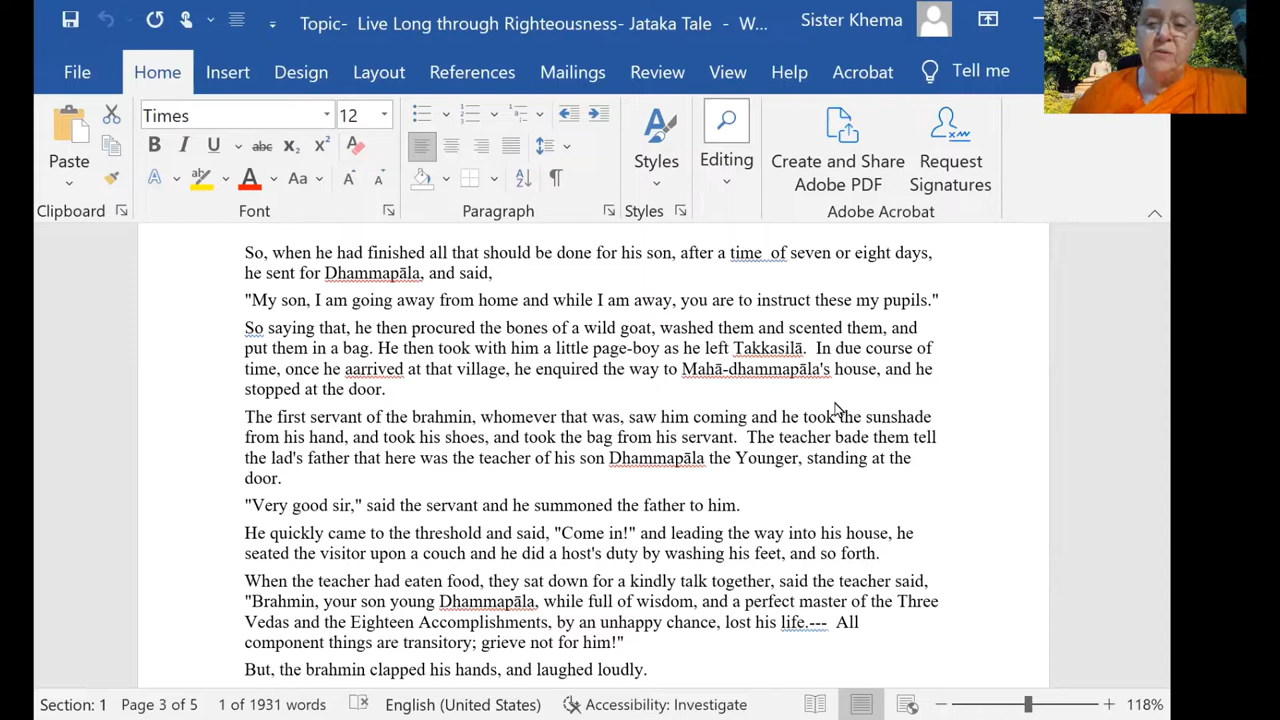 Topic-  Live Long through Righteousness- Jataka Tale  -  W...
Sister Khema
File Home Insert Design Layout References Mailings Review View Help Acrobat Tell me
Times 12
Paste
B I U abc x₂ x²
A A Aa A A
Styles
Editing
Create and Share
Adobe PDF
Request
Signatures
Clipboard Font Paragraph Styles Adobe Acrobat
So, when he had finished all that should be done for his son, after a time  of seven or eight days,
he sent for Dhammapāla, and said,
"My son, I am going away from home and while I am away, you are to instruct these my pupils."
So saying that, he then procured the bones of a wild goat, washed them and scented them, and
put them in a bag. He then took with him a little page-boy as he left Takkasilā.  In due course of
time, once he aarrived at that village, he enquired the way to Mahā-dhammapāla's house, and he
stopped at the door.
The first servant of the brahmin, whomever that was, saw him coming and he took the sunshade
from his hand, and took his shoes, and took the bag from his servant.  The teacher bade them tell
the lad's father that here was the teacher of his son Dhammapāla the Younger, standing at the
door.
"Very good sir," said the servant and he summoned the father to him.
He quickly came to the threshold and said, "Come in!" and leading the way into his house, he
seated the visitor upon a couch and he did a host's duty by washing his feet, and so forth.
When the teacher had eaten food, they sat down for a kindly talk together, said the teacher said,
"Brahmin, your son young Dhammapāla, while full of wisdom, and a perfect master of the Three
Vedas and the Eighteen Accomplishments, by an unhappy chance, lost his life.---  All
component things are transitory; grieve not for him!"
But, the brahmin clapped his hands, and laughed loudly.
Section: 1 Page 3 of 5 1 of 1931 words English (United States) Accessibility: Investigate 118%